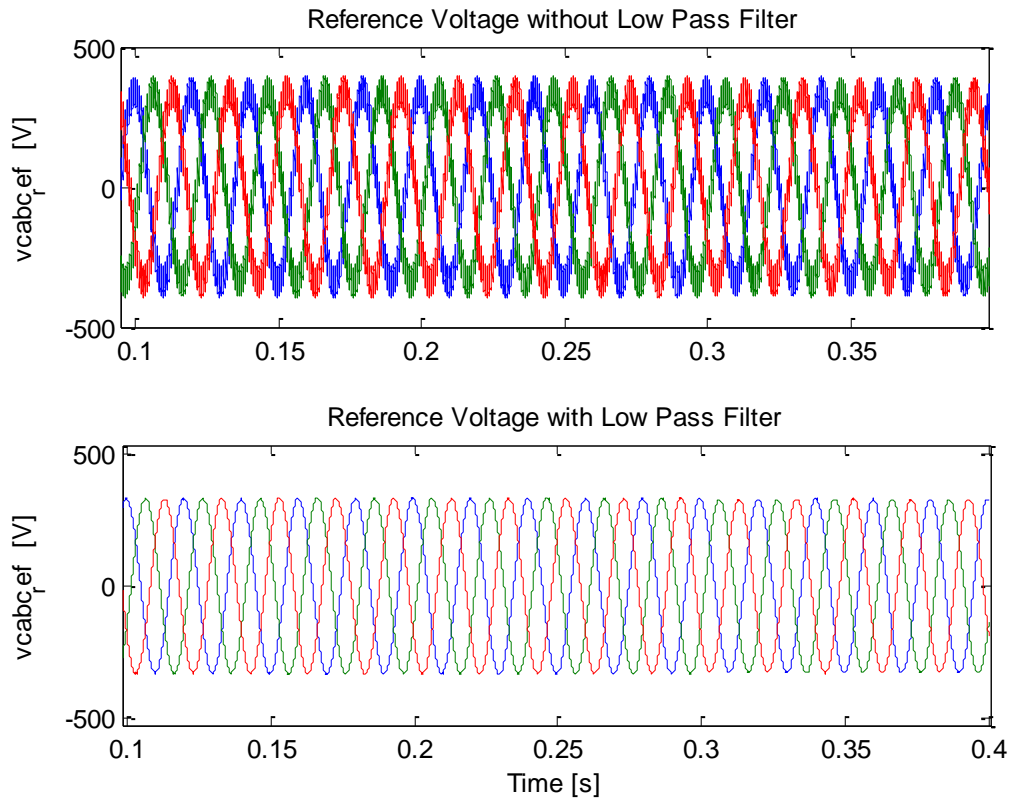 Reference Voltage without Low Pass Filter
500
0
-500
vcabc_ref [V]
0.1 0.15 0.2 0.25 0.3 0.35
Reference Voltage with Low Pass Filter
500
0
-500
vcabc_ref [V]
0.1 0.15 0.2 0.25 0.3 0.35 0.4
Time [s]